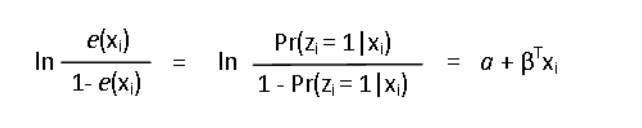 ln e(xᵢ) / 1- e(xᵢ) = ln Pr(zᵢ = 1|xᵢ) / 1 - Pr(zᵢ = 1|xᵢ) = α + βᵀxᵢ